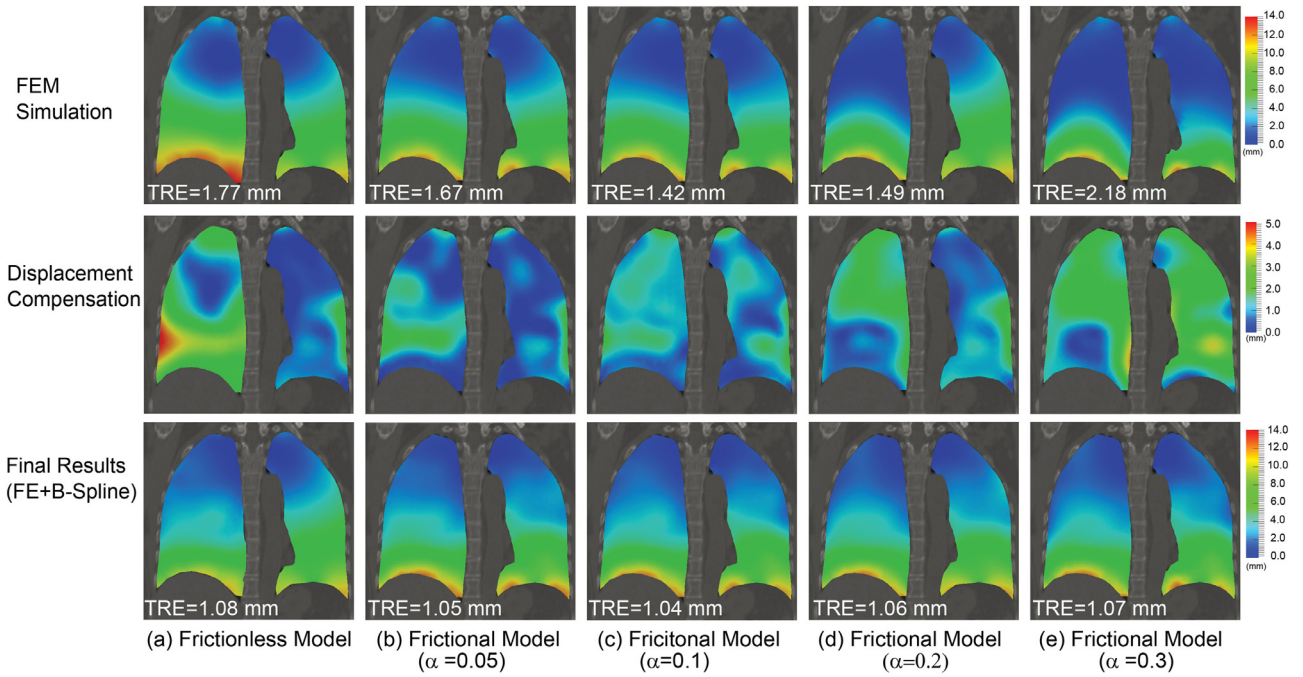 FEM
Simulation
TRE=1.77 mm
TRE=1.67 mm
TRE=1.42 mm
TRE=1.49 mm
TRE=2.18 mm
14.0
12.0
10.0
8.0
6.0
4.0
2.0
0.0
(mm)
Displacement
Compensation
5.0
4.0
3.0
2.0
1.0
0.0
(mm)
Final Results
(FE+B-Spline)
TRE=1.08 mm
TRE=1.05 mm
TRE=1.04 mm
TRE=1.06 mm
TRE=1.07 mm
14.0
12.0
10.0
8.0
6.0
4.0
2.0
0.0
(mm)
(a) Frictionless Model
(b) Frictional Model
(α =0.05)
(c) Fricitonal Model
(α=0.1)
(d) Frictional Model
(α=0.2)
(e) Frictional Model
(α =0.3)